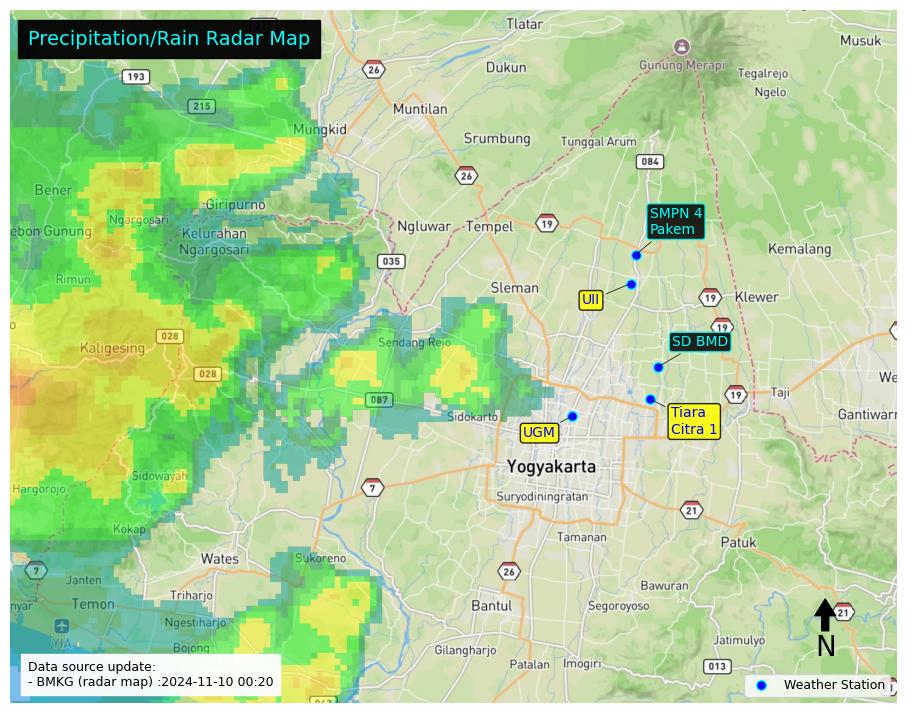 Precipitation/Rain Radar Map
Tlatar
Musuk
Gunung Merapi
Tegalrejo
Ngelo
193
26
Dukun
215
Muntilan
Mungkid
Srumbung
Tunggal Arum
084
26
Bener
Giripurno
Ngargosari
SMPN 4
Pakem
ebon Gunung
Kelurahan
Ngargosari
Ngluwar
Tempel
19
Kemalang
035
Rimun
UII
Sleman
19
Klewer
19
028
Kaligesing
Sendang Rejo
SD BMD
028
087
19
Taji
We
Sidokarto
UGM
Tiara
Citra 1
Gantiwarn
Yogyakarta
Sidowayah
Hargorojo
7
Suryodiningratan
21
Kokap
Tamanan
Patuk
Wates
Sukoreno
7
Janten
26
Bawuran
Triharjo
nyar
Temon
Bantul
Segoroyoso
21
Ngestiharjo
YIA
Bojong
Gilangharjo
Jatimulyo
N
Patalan
Imogiri
013
Data source update:
- BMKG (radar map) :2024-11-10 00:20
Weather Station